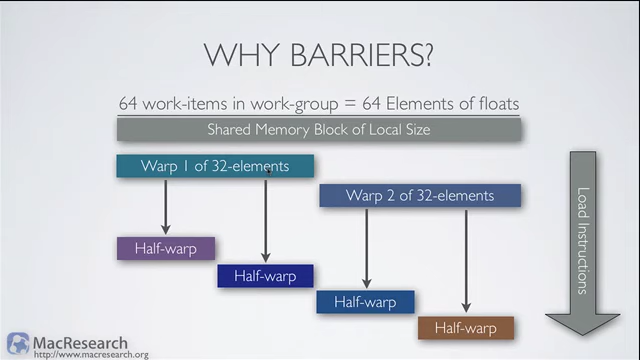 WHY BARRIERS?
64 work-items in work-group = 64 Elements of floats
Shared Memory Block of Local Size
Warp 1 of 32-elements
Warp 2 of 32-elements
Half-warp
Half-warp
Half-warp
Half-warp
Load Instructions
MacResearch
http://www.macresearch.org